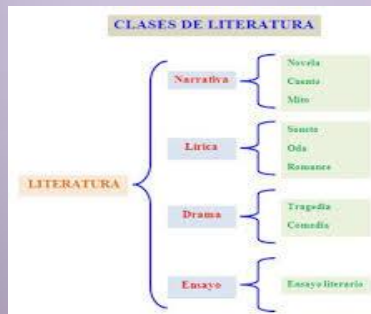 CLASES DE LITERATURA
LITERATURA
Narrativa
Novela
Cuento
Mito
Lírica
Soneto
Oda
Romance
Drama
Tragedia
Comedia
Ensayo
Ensayo literario